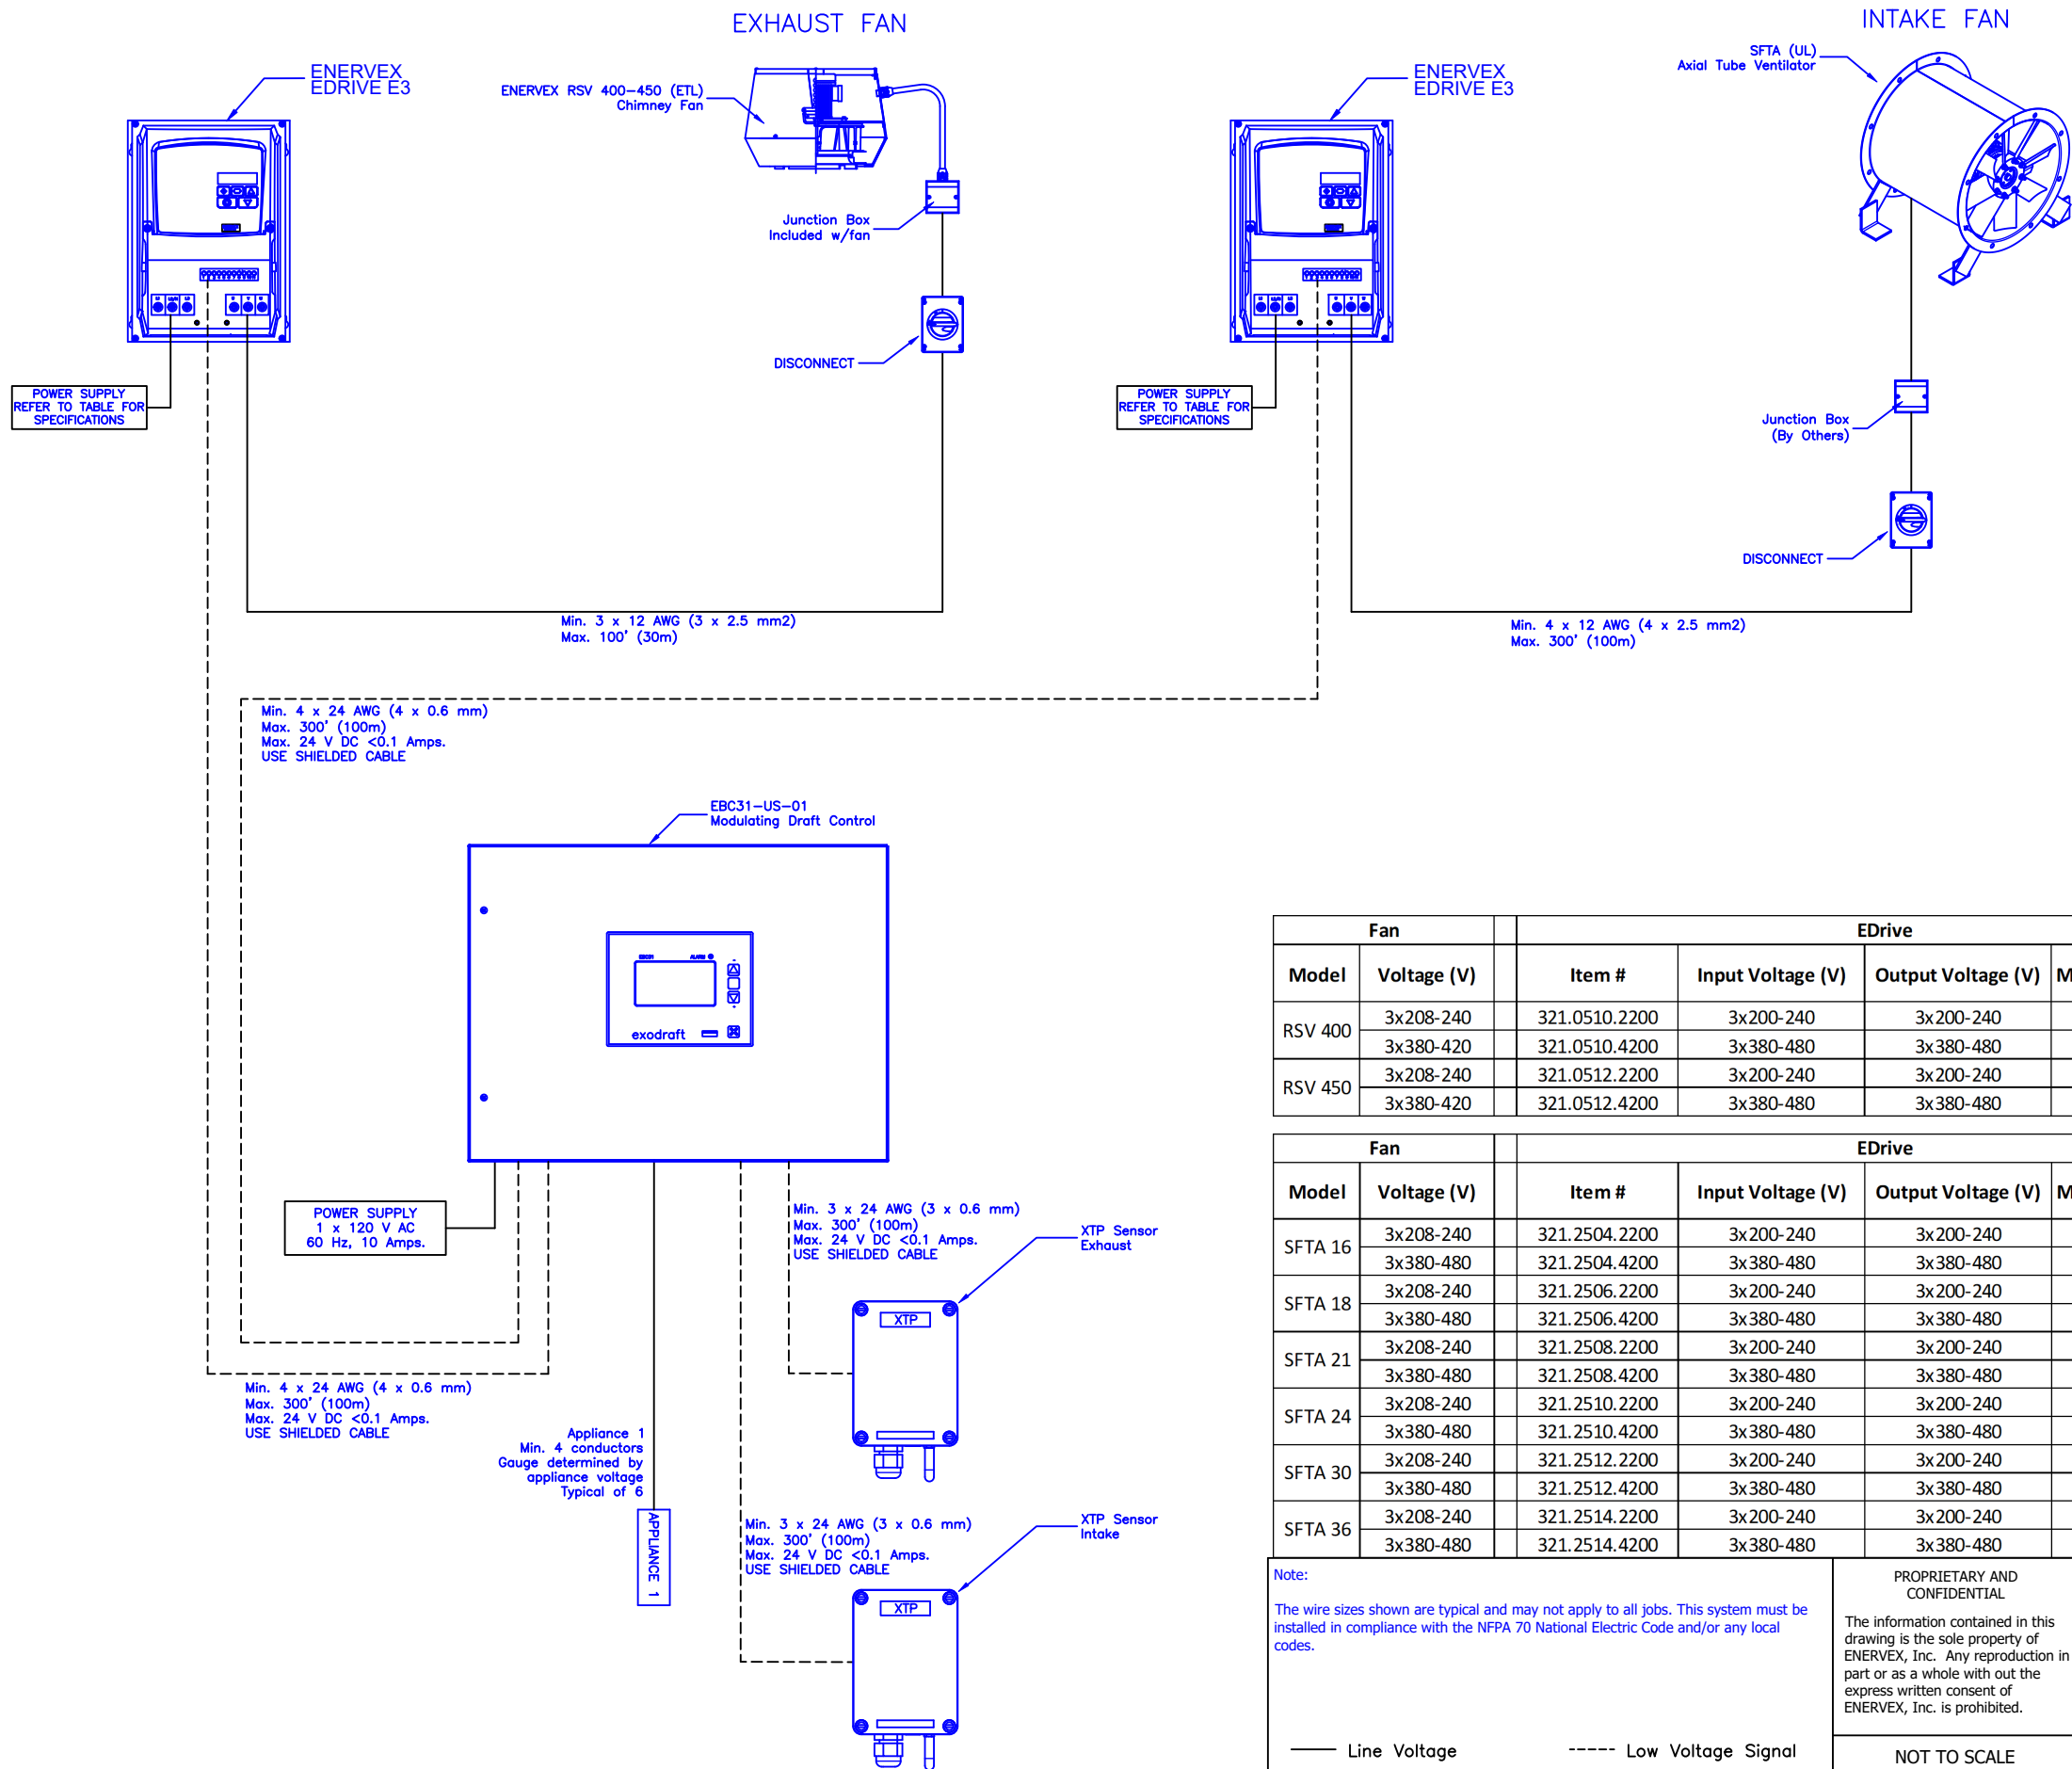 EXHAUST FAN
INTAKE FAN
ENERVEX
EDRIVE E3
ENERVEX RSV 400-450 (ETL)
Chimney Fan
ENERVEX
EDRIVE E3
SFTA (UL)
Axial Tube Ventilator
Junction Box
Included w/fan
DISCONNECT
POWER SUPPLY
REFER TO TABLE FOR
SPECIFICATIONS
POWER SUPPLY
REFER TO TABLE FOR
SPECIFICATIONS
Junction Box
(By Others)
DISCONNECT
Min. 3 x 12 AWG (3 x 2.5 mm2)
Max. 100' (30m)
Min. 4 x 12 AWG (4 x 2.5 mm2)
Max. 300' (100m)
Min. 4 x 24 AWG (4 x 0.6 mm)
Max. 300' (100m)
Max. 24 V DC <0.1 Amps.
USE SHIELDED CABLE
EBC31-US-01
Modulating Draft Control
EBC31 ALARM
exodraft
POWER SUPPLY
1 x 120 V AC
60 Hz, 10 Amps.
Min. 3 x 24 AWG (3 x 0.6 mm)
Max. 300' (100m)
Max. 24 V DC <0.1 Amps.
USE SHIELDED CABLE
XTP Sensor
Exhaust
XTP
Min. 4 x 24 AWG (4 x 0.6 mm)
Max. 300' (100m)
Max. 24 V DC <0.1 Amps.
USE SHIELDED CABLE
Appliance 1
Min. 4 conductors
Gauge determined by
appliance voltage
Typical of 6
APPLIANCE 1
Min. 3 x 24 AWG (3 x 0.6 mm)
Max. 300' (100m)
Max. 24 V DC <0.1 Amps.
USE SHIELDED CABLE
XTP Sensor
Intake
XTP
Fan EDrive
Model Voltage (V) Item # Input Voltage (V) Output Voltage (V) M
RSV 400 3x208-240 321.0510.2200 3x200-240 3x200-240
3x380-420 321.0510.4200 3x380-480 3x380-480
RSV 450 3x208-240 321.0512.2200 3x200-240 3x200-240
3x380-420 321.0512.4200 3x380-480 3x380-480
Fan EDrive
Model Voltage (V) Item # Input Voltage (V) Output Voltage (V) M
SFTA 16 3x208-240 321.2504.2200 3x200-240 3x200-240
3x380-480 321.2504.4200 3x380-480 3x380-480
SFTA 18 3x208-240 321.2506.2200 3x200-240 3x200-240
3x380-480 321.2506.4200 3x380-480 3x380-480
SFTA 21 3x208-240 321.2508.2200 3x200-240 3x200-240
3x380-480 321.2508.4200 3x380-480 3x380-480
SFTA 24 3x208-240 321.2510.2200 3x200-240 3x200-240
3x380-480 321.2510.4200 3x380-480 3x380-480
SFTA 30 3x208-240 321.2512.2200 3x200-240 3x200-240
3x380-480 321.2512.4200 3x380-480 3x380-480
SFTA 36 3x208-240 321.2514.2200 3x200-240 3x200-240
3x380-480 321.2514.4200 3x380-480 3x380-480
Note:
The wire sizes shown are typical and may not apply to all jobs. This system must be
installed in compliance with the NFPA 70 National Electric Code and/or any local
codes.
Line Voltage
Low Voltage Signal
PROPRIETARY AND
CONFIDENTIAL
The information contained in this
drawing is the sole property of
ENERVEX, Inc. Any reproduction in
part or as a whole with out the
express written consent of
ENERVEX, Inc. is prohibited.
NOT TO SCALE